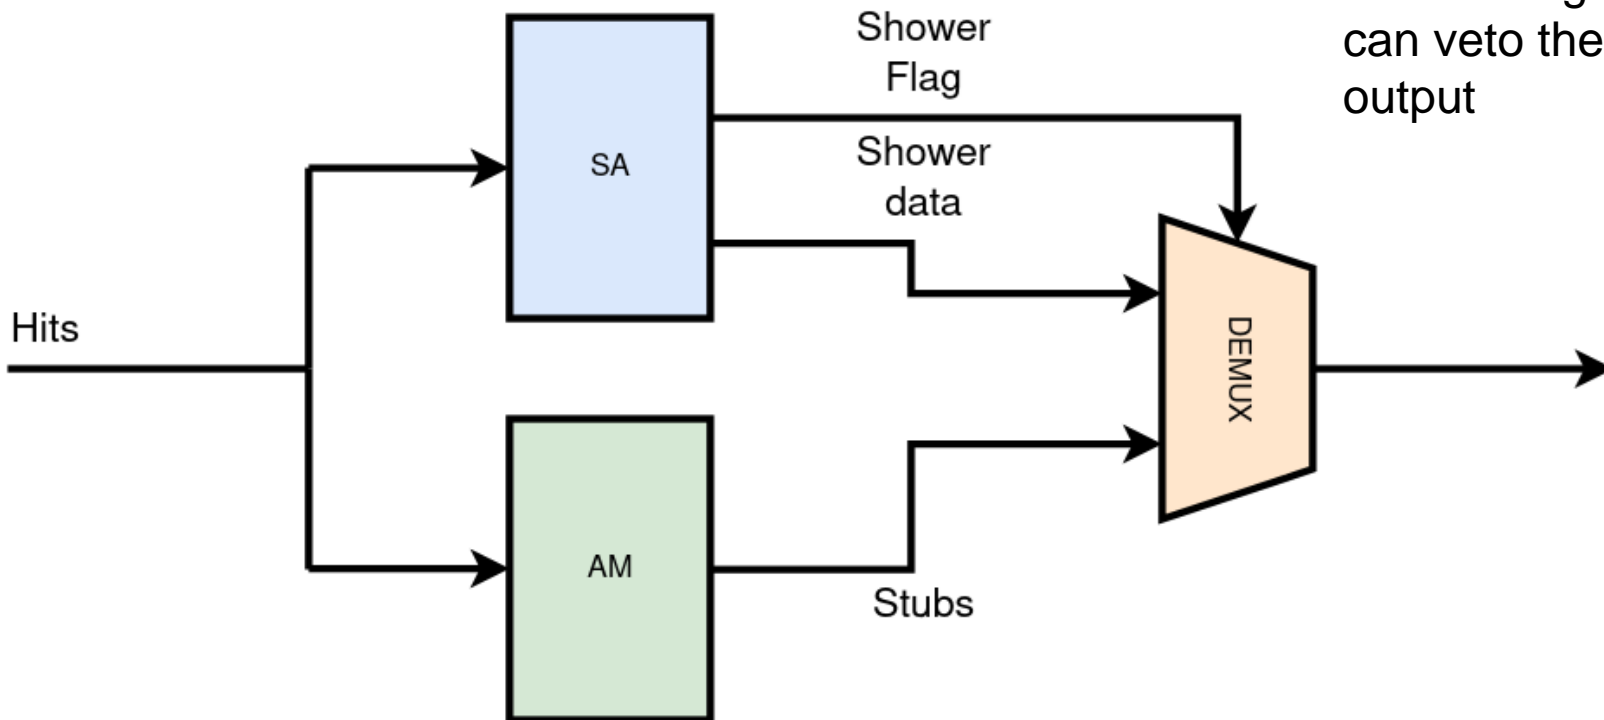 can veto the
output
Shower
Flag
Shower
data
SA
Hits
DEMUX
AM
Stubs